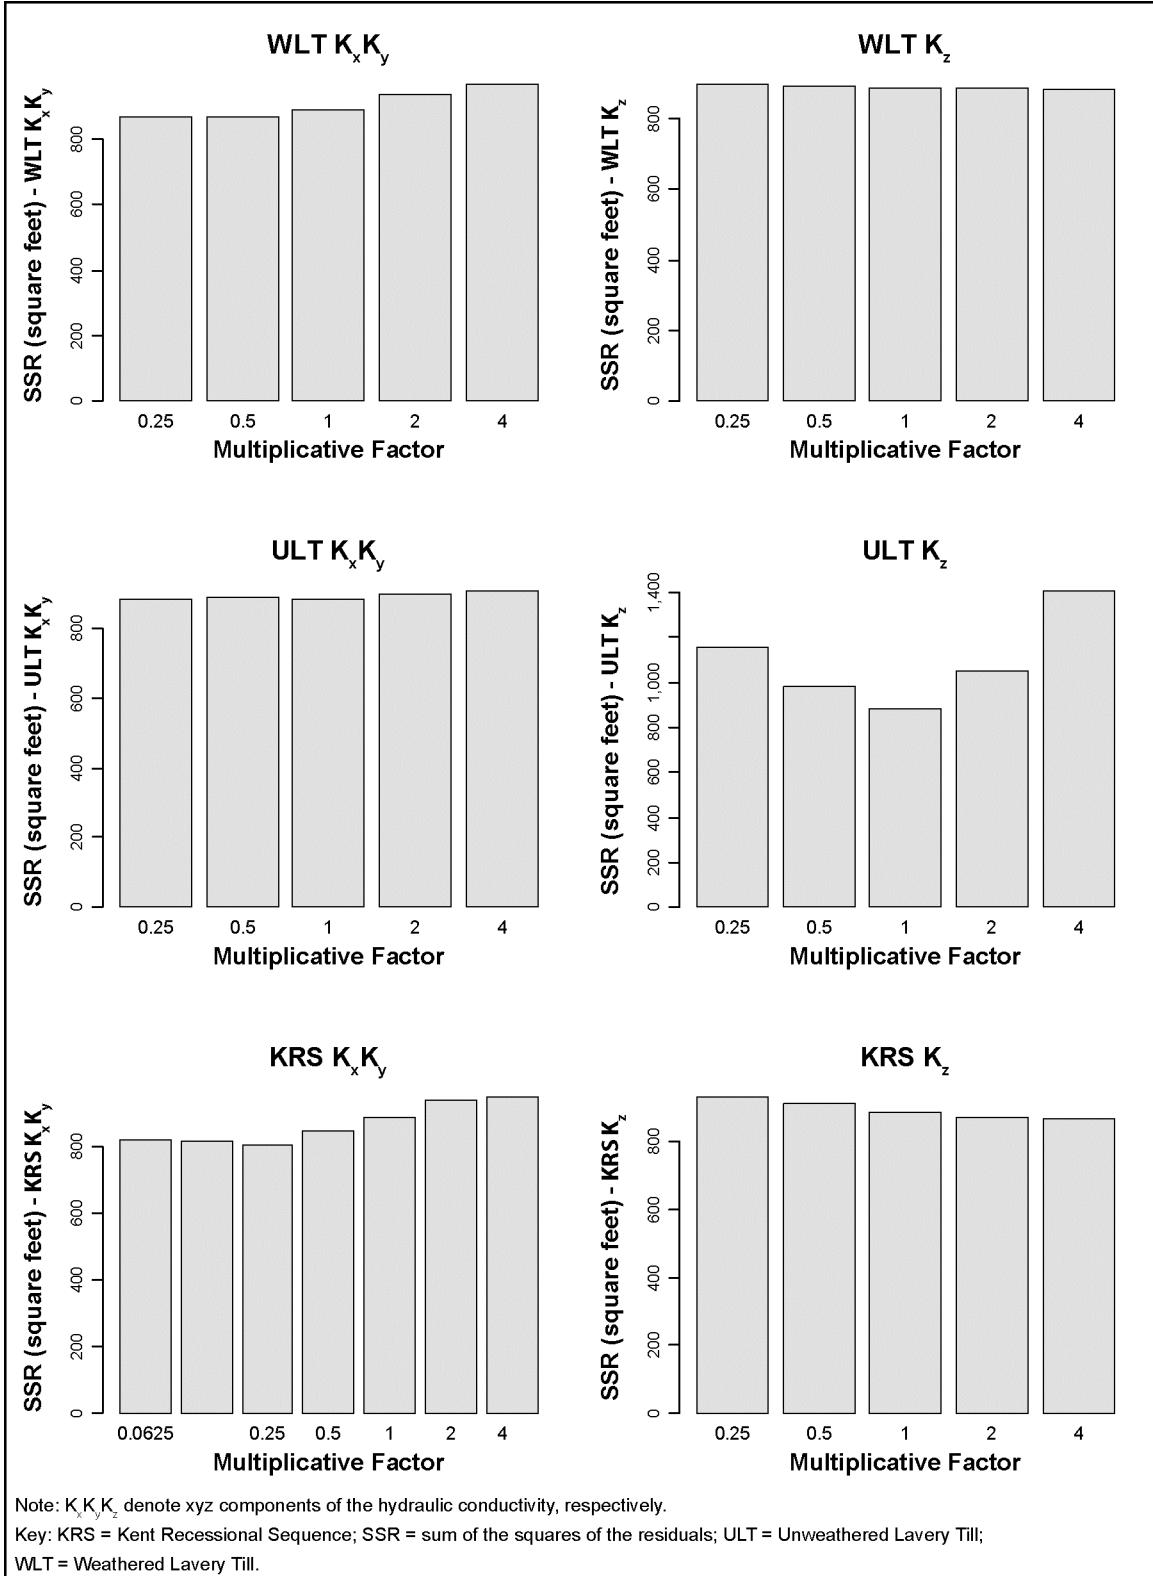 WLT KxKy
SSR (square feet) - WLT KxKy
800
600
400
200
0
0.25 0.5 1 2 4
Multiplicative Factor
WLT Kz
SSR (square feet) - WLT Kz
800
600
400
200
0
0.25 0.5 1 2 4
Multiplicative Factor
ULT KxKy
SSR (square feet) - ULT KxKy
800
600
400
200
0
0.25 0.5 1 2 4
Multiplicative Factor
ULT Kz
SSR (square feet) - ULT Kz
1,400
1,000
800
600
400
200
0
0.25 0.5 1 2 4
Multiplicative Factor
KRS KxKy
SSR (square feet) - KRS KxKy
800
600
400
200
0
0.0625 0.25 0.5 1 2 4
Multiplicative Factor
KRS Kz
SSR (square feet) - KRS Kz
800
600
400
200
0
0.25 0.5 1 2 4
Multiplicative Factor
Note: KxKyKz denote xyz components of the hydraulic conductivity, respectively.
Key: KRS = Kent Recessional Sequence; SSR = sum of the squares of the residuals; ULT = Unweathered Lavery Till;
WLT = Weathered Lavery Till.